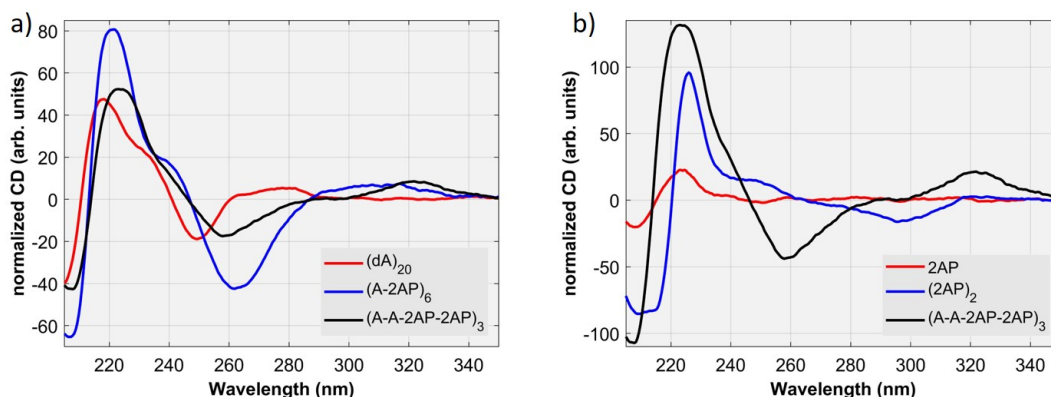 a)
normalized CD (arb. units)
80
60
40
20
0
-20
-40
-60
220 240 260 280 300 320 340
Wavelength (nm)
(dA)20
(A-2AP)6
(A-A-2AP-2AP)3
b)
normalized CD (arb. units)
100
50
0
-50
-100
220 240 260 280 300 320 340
Wavelength (nm)
2AP
(2AP)2
(A-A-2AP-2AP)3